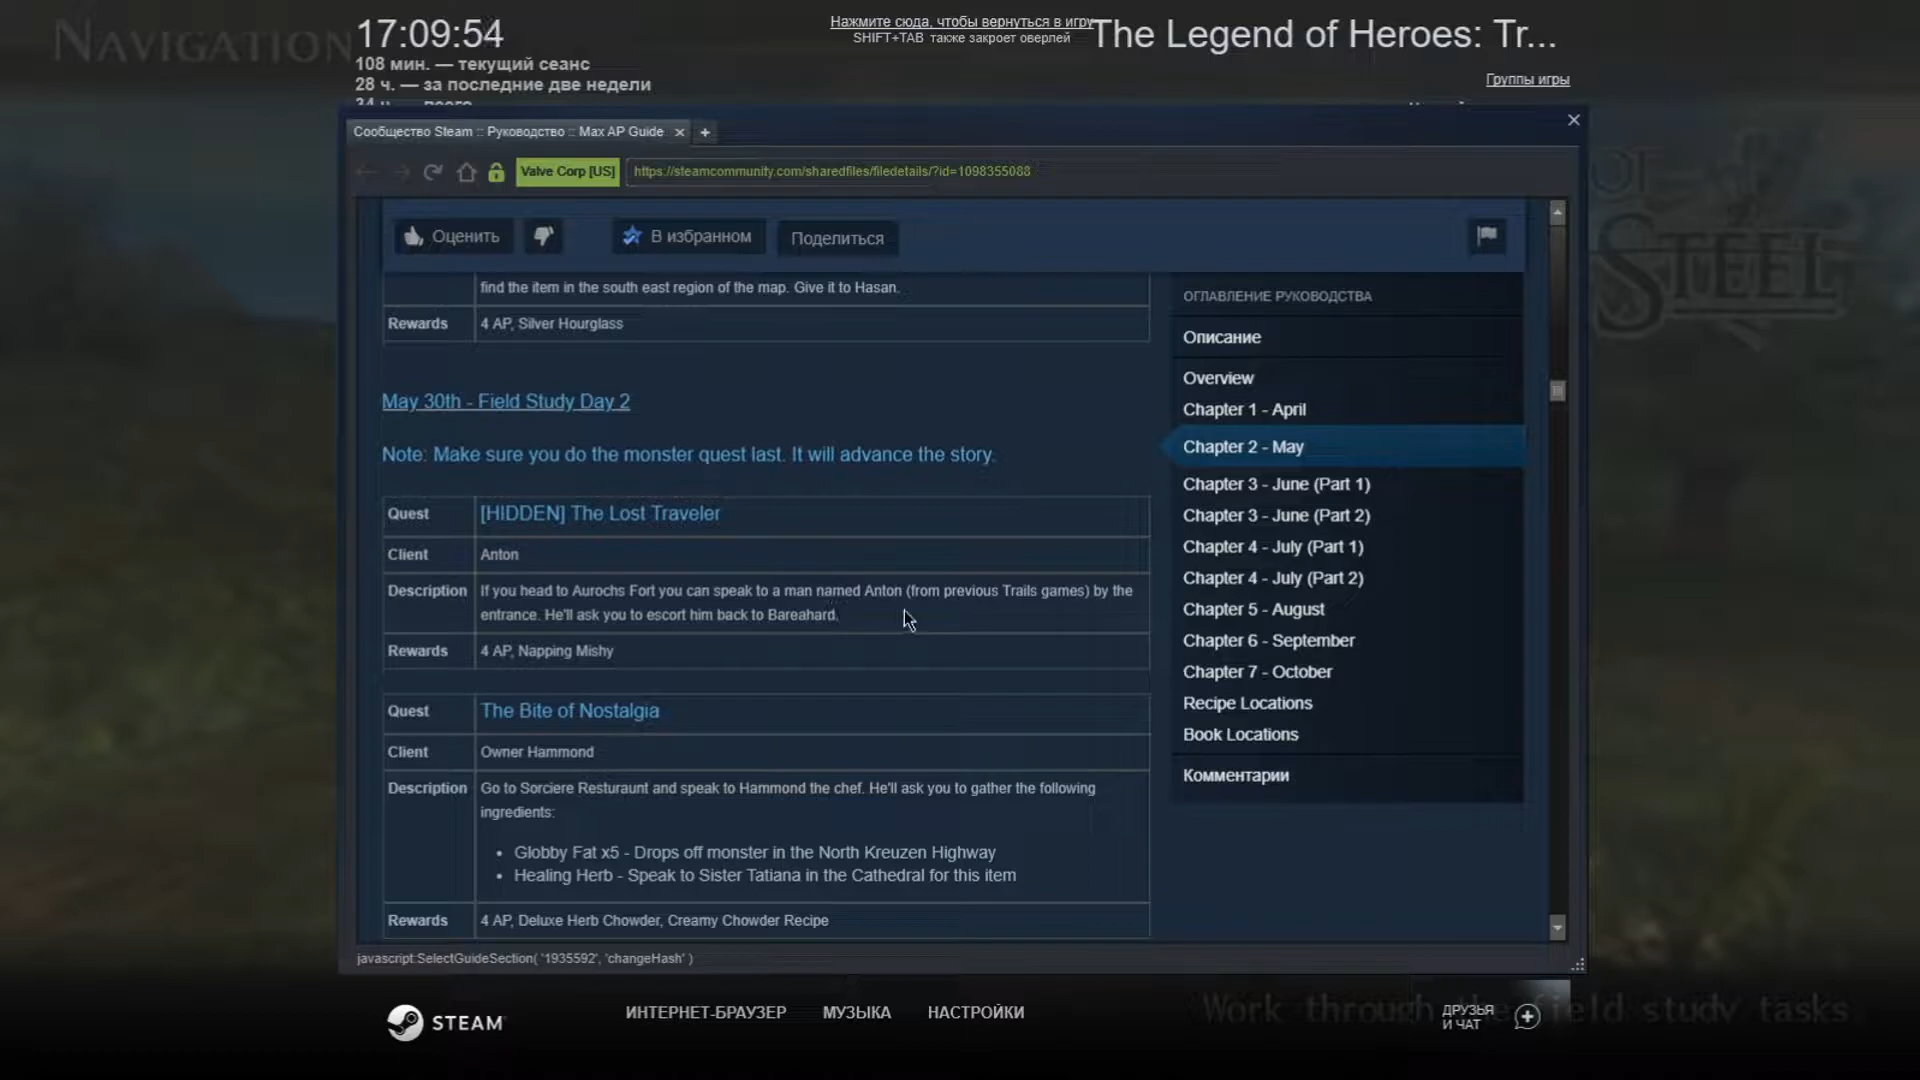 NAVIGATION
17:09:54
108 мин. — текущий сеанс
28 ч. — за последние две недели
Нажмите сюда, чтобы вернуться в игру
SHIFT+TAB также закроет оверлей
The Legend of Heroes: Tr...
Группы игры
Сообщество Steam :: Руководство :: Max AP Guide
Valve Corp [US]
https://steamcommunity.com/sharedfiles/filedetails/?id=1098355088
Оценить
В избранном
Поделиться
OF
STEEL
find the item in the south east region of the map. Give it to Hasan.
Rewards 4 AP, Silver Hourglass
May 30th - Field Study Day 2
Note: Make sure you do the monster quest last. It will advance the story.
Quest [HIDDEN] The Lost Traveler
Client Anton
Description If you head to Aurochs Fort you can speak to a man named Anton (from previous Trails games) by the
entrance. He'll ask you to escort him back to Bareahard.
Rewards 4 AP, Napping Mishy
Quest The Bite of Nostalgia
Client Owner Hammond
Description Go to Sorciere Resturaunt and speak to Hammond the chef. He'll ask you to gather the following
ingredients:
• Globby Fat x5 - Drops off monster in the North Kreuzen Highway
• Healing Herb - Speak to Sister Tatiana in the Cathedral for this item
Rewards 4 AP, Deluxe Herb Chowder, Creamy Chowder Recipe
ОГЛАВЛЕНИЕ РУКОВОДСТВА
Описание
Overview
Chapter 1 - April
Chapter 2 - May
Chapter 3 - June (Part 1)
Chapter 3 - June (Part 2)
Chapter 4 - July (Part 1)
Chapter 4 - July (Part 2)
Chapter 5 - August
Chapter 6 - September
Chapter 7 - October
Recipe Locations
Book Locations
Комментарии
javascript:SelectGuideSection( '1935592', 'changeHash' )
STEAM
ИНТЕРНЕТ-БРАУЗЕР
МУЗЫКА
НАСТРОЙКИ
ДРУЗЬЯ
И ЧАТ
Work through the field study tasks